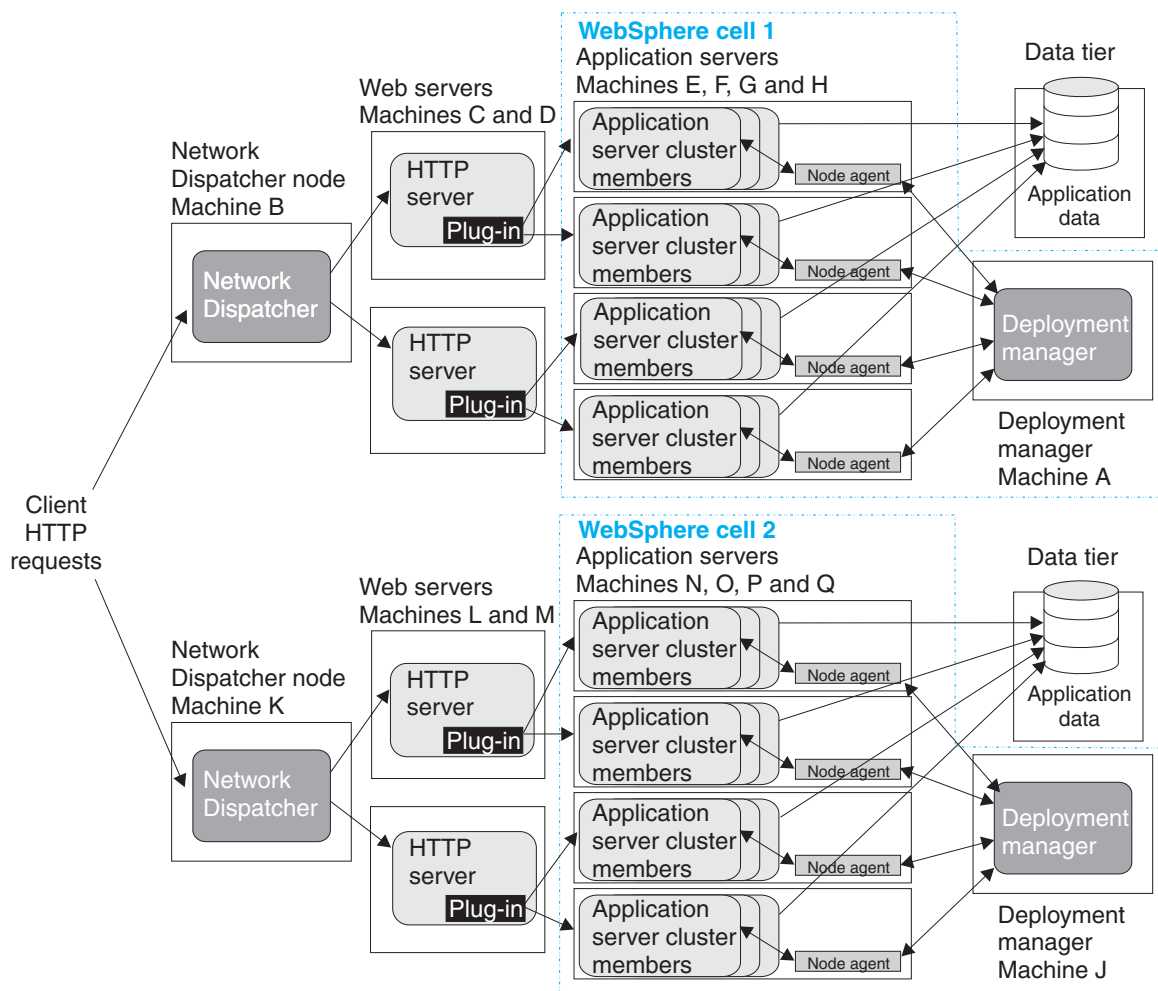 WebSphere cell 1
Application servers
Machines E, F, G and H
Data tier
Web servers
Machines C and D
Network
Dispatcher node
Machine B
HTTP
server
Plug-in
Application
server cluster
members
Node agent
Application
data
Network
Dispatcher
Application
server cluster
members
Node agent
HTTP
server
Plug-in
Application
server cluster
members
Node agent
Deployment
manager
Application
server cluster
members
Node agent
Deployment
manager
Machine A
Client
HTTP
requests
WebSphere cell 2
Application servers
Machines N, O, P and Q
Data tier
Web servers
Machines L and M
Network
Dispatcher node
Machine K
HTTP
server
Plug-in
Application
server cluster
members
Node agent
Application
data
Network
Dispatcher
Application
server cluster
members
Node agent
HTTP
server
Plug-in
Application
server cluster
members
Node agent
Deployment
manager
Application
server cluster
members
Node agent
Deployment
manager
Machine J